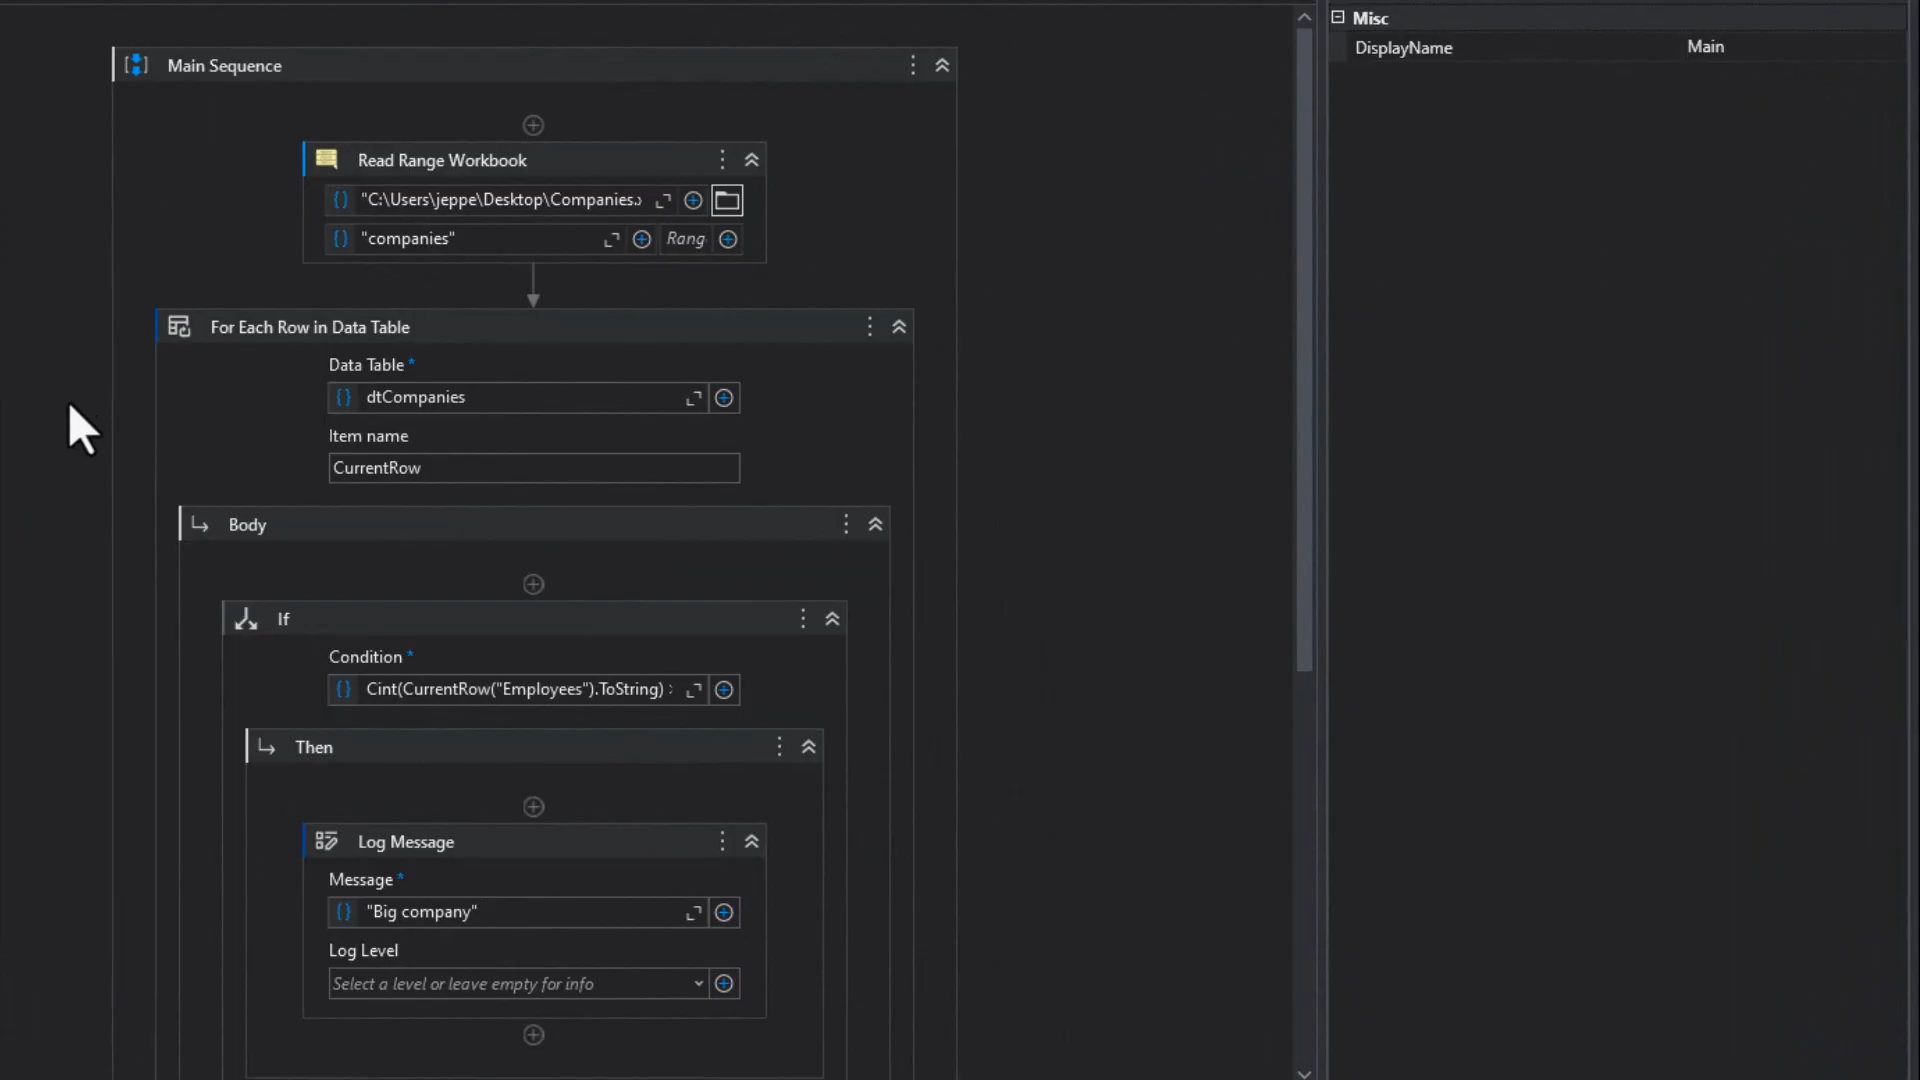 Misc
DisplayName Main
Main Sequence
Read Range Workbook
"C:\Users\jeppe\Desktop\Companies.
"companies" Rang
For Each Row in Data Table
Data Table *
dtCompanies
Item name
CurrentRow
Body
If
Condition *
Cint(CurrentRow("Employees").ToString)
Then
Log Message
Message *
"Big company"
Log Level
Select a level or leave empty for info